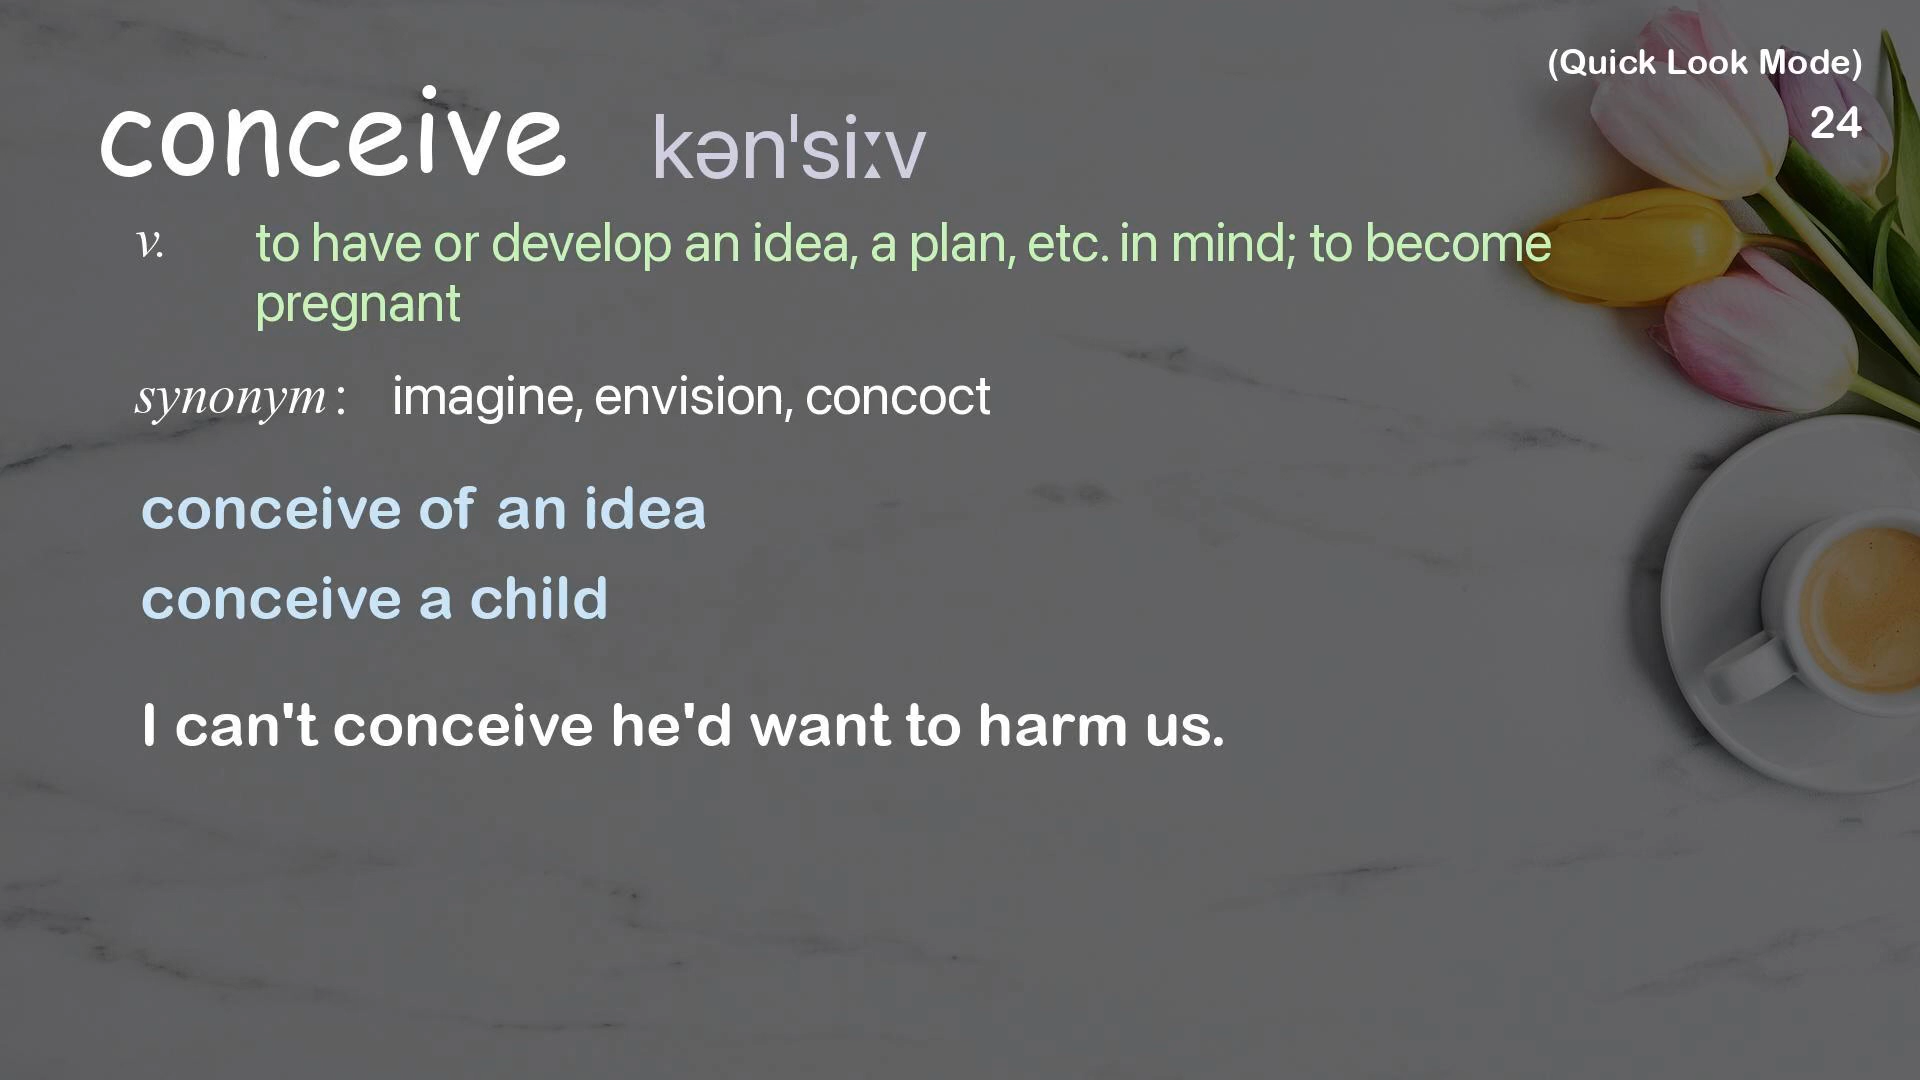 (Quick Look Mode)
24
conceive kən'siːv
v. to have or develop an idea, a plan, etc. in mind; to become
pregnant
synonym: imagine, envision, concoct
conceive of an idea
conceive a child
I can't conceive he'd want to harm us.